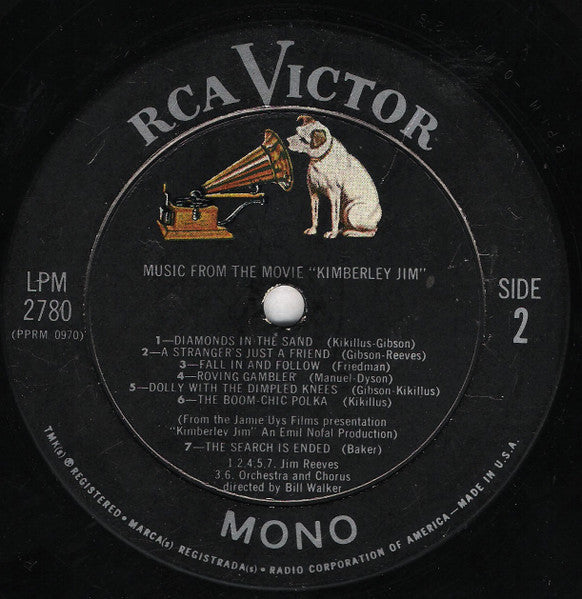 RCA VICTOR
MUSIC FROM THE MOVIE "KIMBERLEY JIM"
LPM
2780
(PPRM 0970)
SIDE
2
1—DIAMONDS IN THE SAND (Kikillus-Gibson)
2—A STRANGER'S JUST A FRIEND (Gibson-Reeves)
3—FALL IN AND FOLLOW (Friedman)
4—ROVING GAMBLER (Manuel-Dyson)
5—DOLLY WITH THE DIMPLED KNEES (Gibson-Kikillus)
6—THE BOOM-CHIC POLKA (Kikillus)
(From the Jamie Uys Films presentation
"Kimberley Jim" An Emil Nofal Production)
7—THE SEARCH IS ENDED (Baker)
1.2.4.5.7. Jim Reeves
3.6. Orchestra and Chorus
directed by Bill Walker
MONO
TMK(s) ® REGISTERED • MARCA(s) REGISTRADA(s) • RADIO CORPORATION OF AMERICA—MADE IN U.S.A.